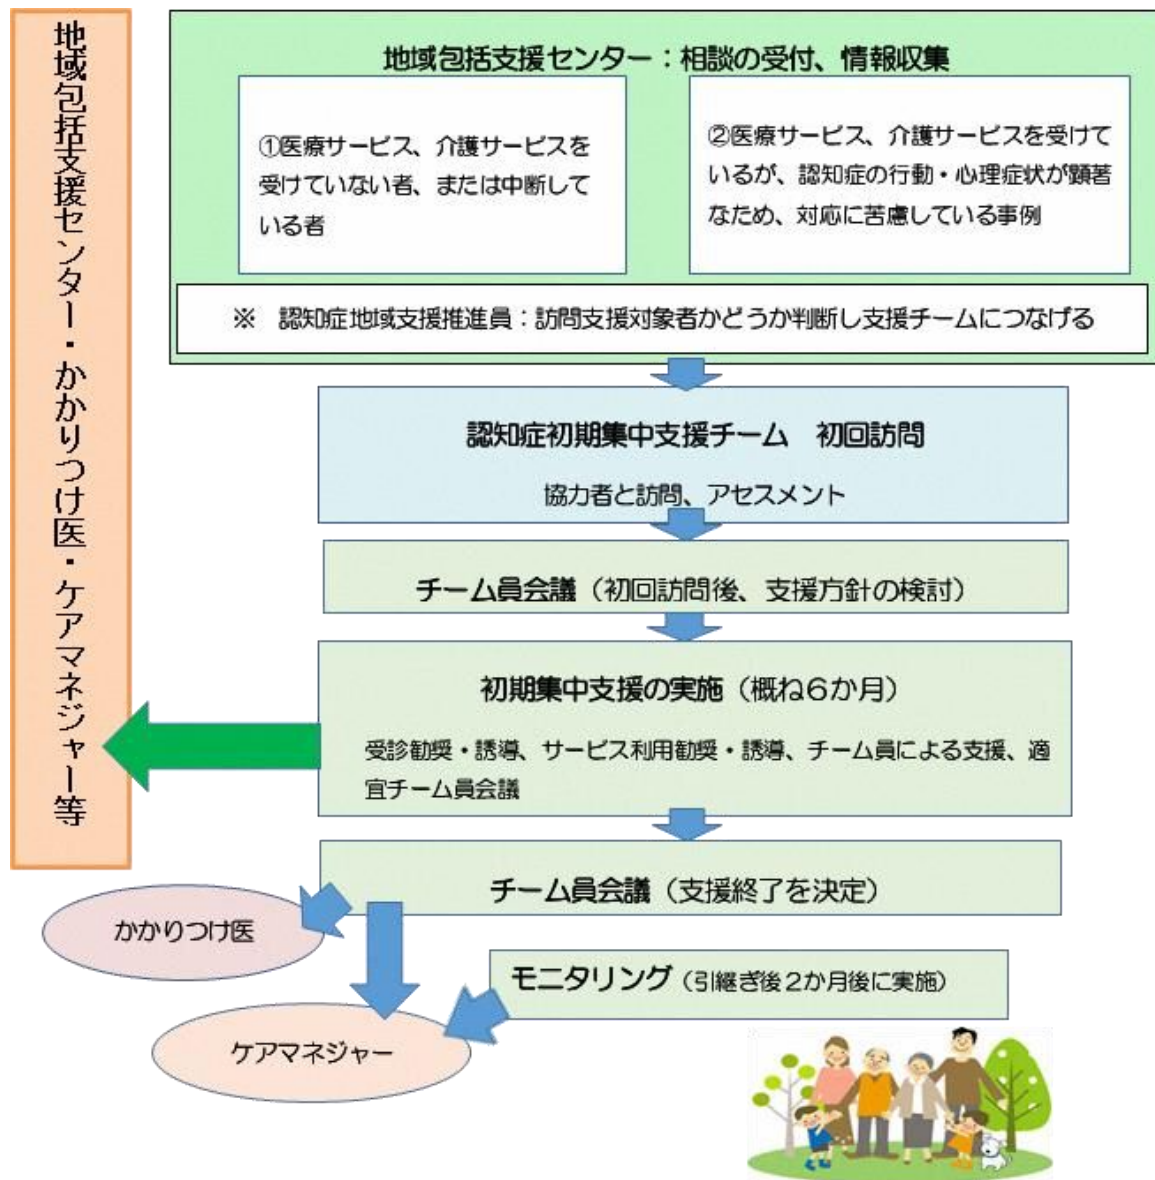 地域包括支援センター・かかりつけ医・ケアマネジャー等
地域包括支援センター：相談の受付、情報収集
①医療サービス、介護サービスを
受けていない者、または中断して
いる者
②医療サービス、介護サービスを受けて
いるが、認知症の行動・心理症状が顕著
なため、対応に苦慮している事例
※　認知症地域支援推進員：訪問支援対象者かどうか判断し支援チームにつなげる
認知症初期集中支援チーム　初回訪問
協力者と訪問、アセスメント
チーム員会議（初回訪問後、支援方針の検討）
初期集中支援の実施（概ね６か月）
受診勧奨・誘導、サービス利用勧奨・誘導、チーム員による支援、適
宜チーム員会議
チーム員会議（支援終了を決定）
かかりつけ医
モニタリング（引継ぎ後２か月後に実施）
ケアマネジャー